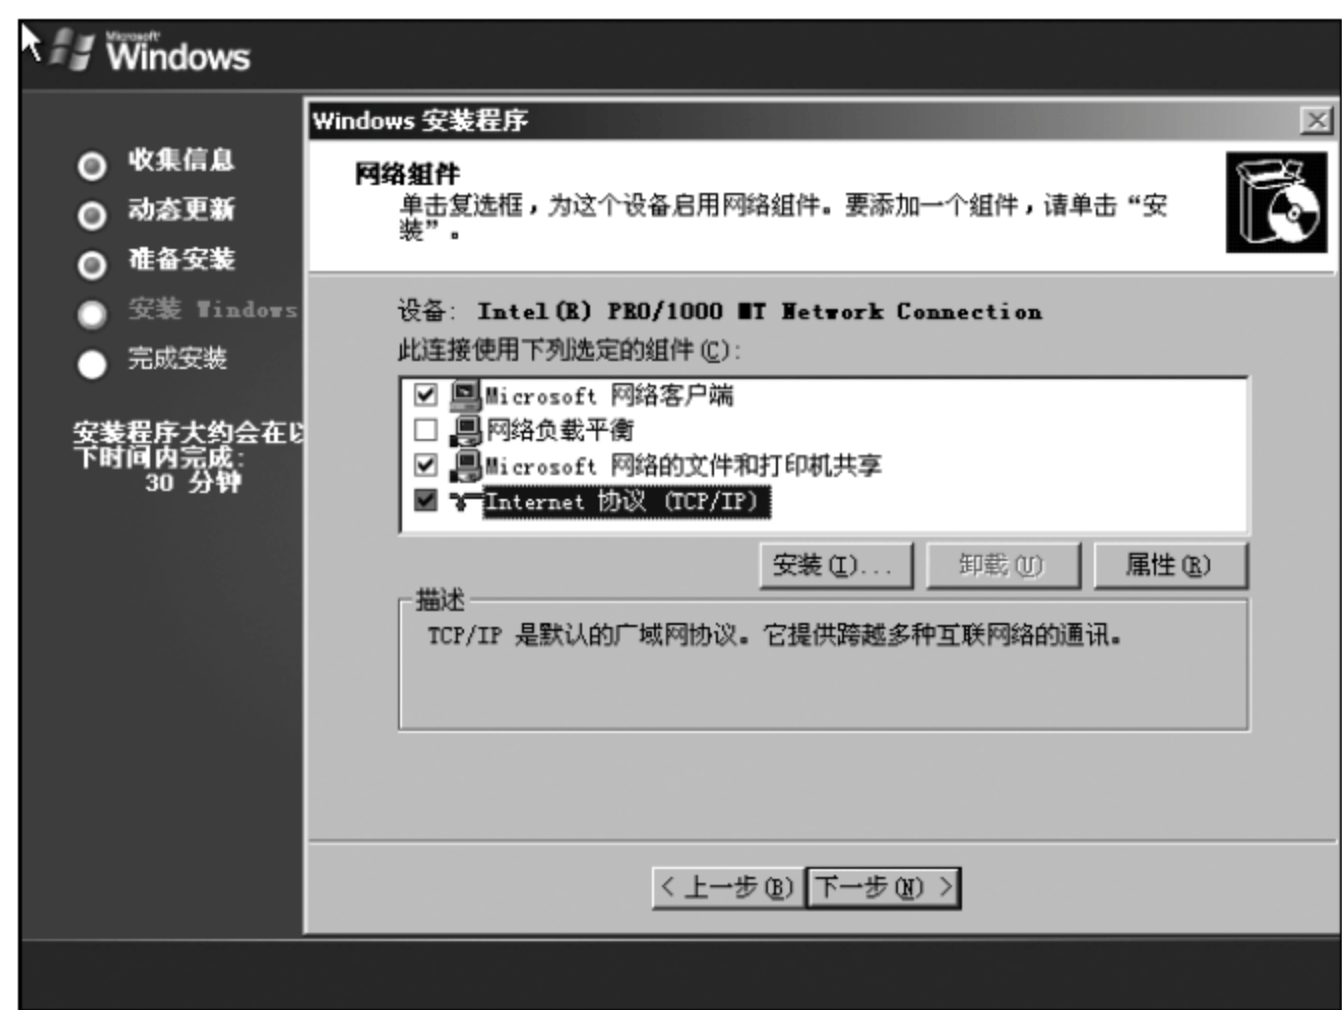 Microsoft
Windows
收集信息
动态更新
准备安装
安装 Windows
完成安装
安装程序大约会在以
下时间内完成:
30 分钟
Windows 安装程序
网络组件
单击复选框，为这个设备启用网络组件。要添加一个组件，请单击“安
装”。
设备: Intel(R) PRO/1000 MT Network Connection
此连接使用下列选定的组件(C):
Microsoft 网络客户端
网络负载平衡
Microsoft 网络的文件和打印机共享
Internet 协议 (TCP/IP)
安装(I)... 卸载(U) 属性(R)
描述
TCP/IP 是默认的广域网协议。它提供跨越多种互联网络的通讯。
< 上一步(B) 下一步(N) >